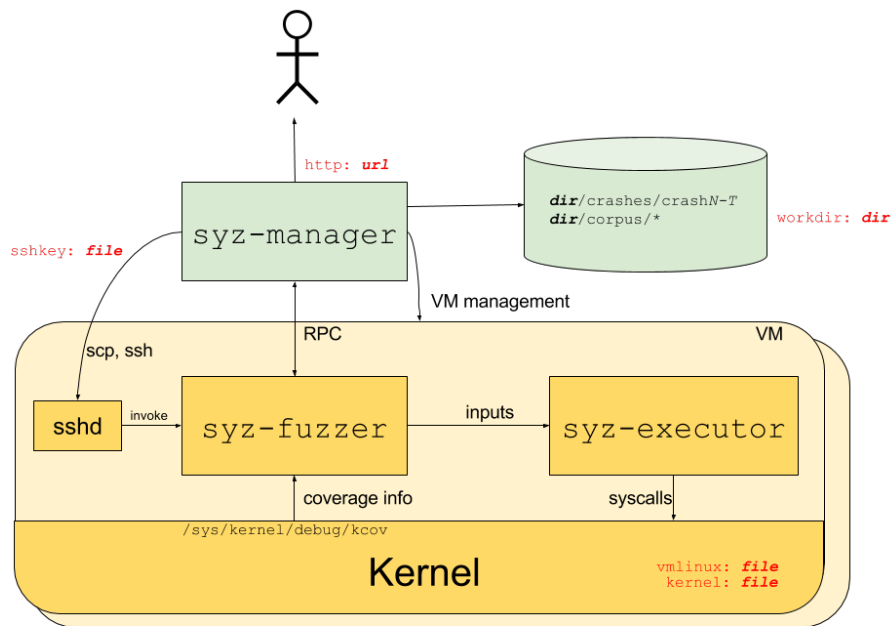 http: url
dir/crashes/crashN-T
dir/corpus/*
workdir: dir
syz-manager
sshkey: file
VM management
RPC
VM
scp, ssh
sshd
invoke
syz-fuzzer
inputs
syz-executor
coverage info
syscalls
/sys/kernel/debug/kcov
Kernel
vmlinux: file
kernel: file